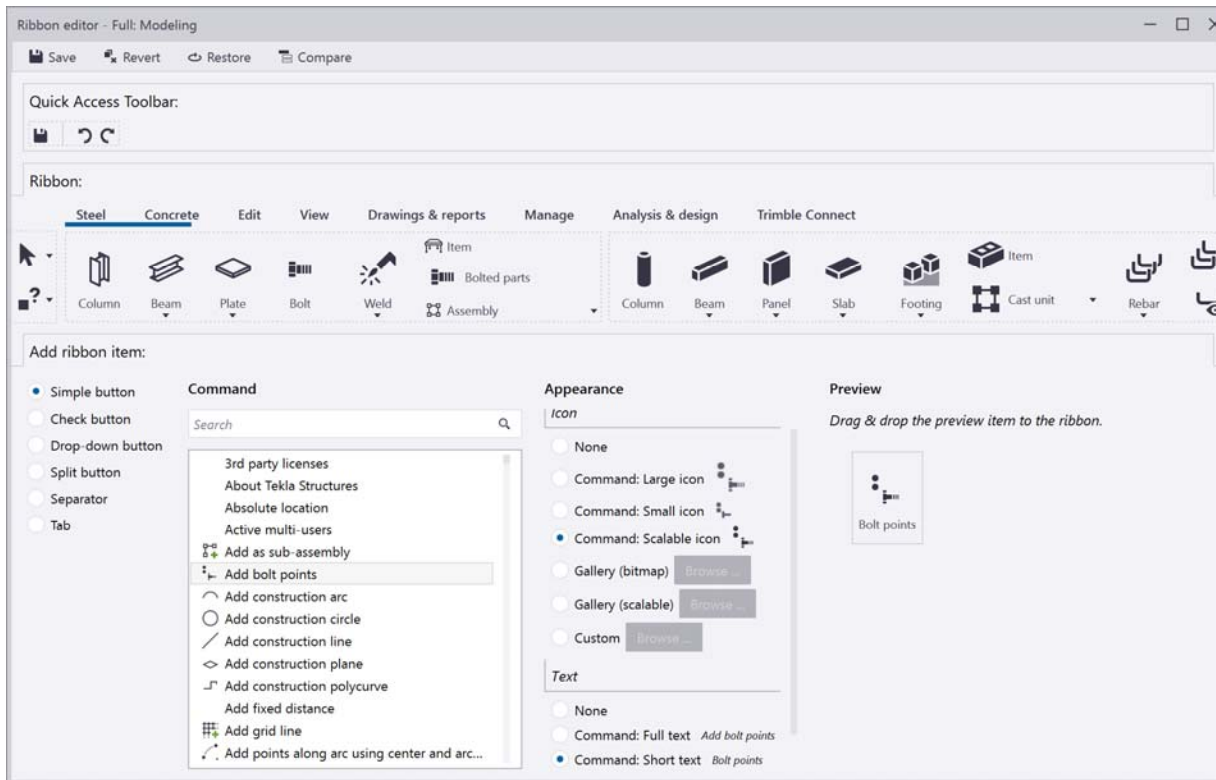 Ribbon editor - Full: Modeling
Save Revert Restore Compare
Quick Access Toolbar:
Ribbon:
Steel Concrete Edit View Drawings & reports Manage Analysis & design Trimble Connect
Item
Bolted parts
Assembly
Column Beam Plate Bolt Weld
Item
Cast unit
Column Beam Panel Slab Footing Rebar
Add ribbon item:
Simple button
Check button
Drop-down button
Split button
Separator
Tab
Command
Search
3rd party licenses
About Tekla Structures
Absolute location
Active multi-users
Add as sub-assembly
Add bolt points
Add construction arc
Add construction circle
Add construction line
Add construction plane
Add construction polycurve
Add fixed distance
Add grid line
Add points along arc using center and arc...
Appearance
Icon
None
Command: Large icon
Command: Small icon
Command: Scalable icon
Gallery (bitmap) Browse ...
Gallery (scalable) Browse ...
Custom Browse ...
Text
None
Command: Full text Add bolt points
Command: Short text Bolt points
Preview
Drag & drop the preview item to the ribbon.
Bolt points